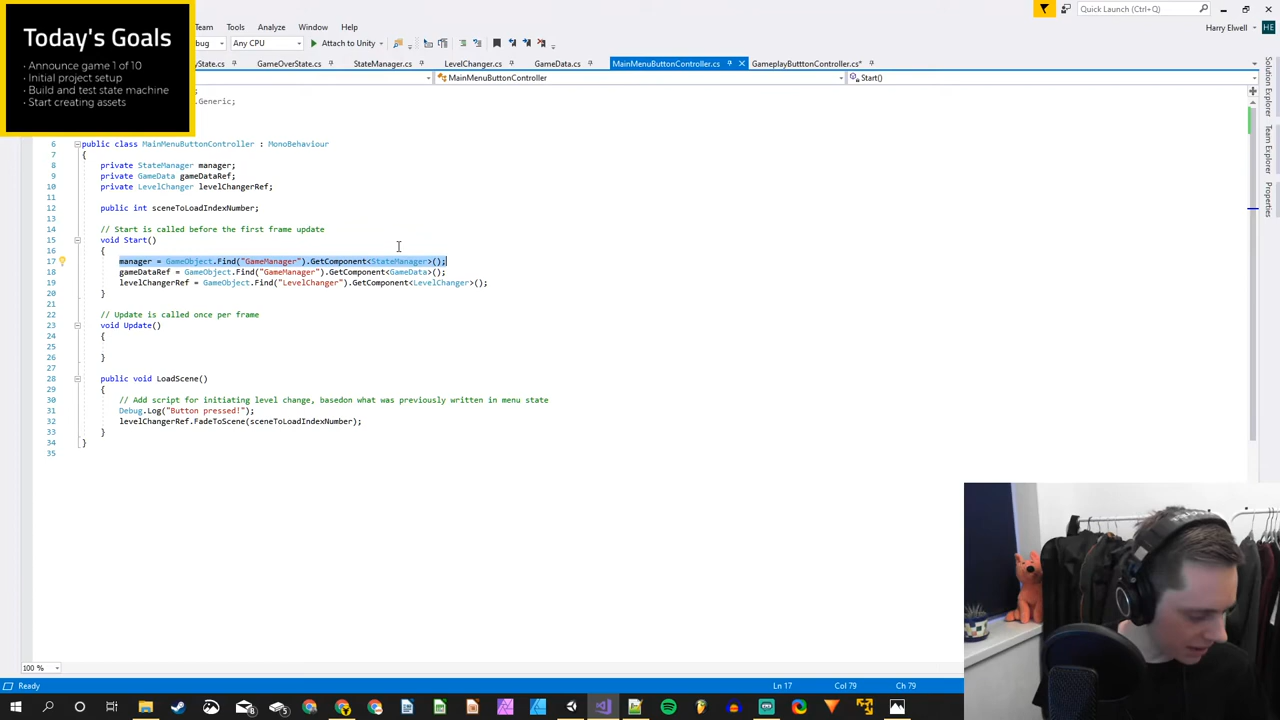 Today's Goals
· Announce game 1 of 10
· Initial project setup
· Build and test state machine
· Start creating assets
Team Tools Analyze Window Help
Quick Launch (Ctrl+Q)
Harry Elwell HE
Any CPU Attach to Unity
GameOverState.cs StateManager.cs LevelChanger.cs GameData.cs MainMenuButtonController.cs GameplayButttonController.cs*
MainMenuButtonController Start()
.Generic;
6 public class MainMenuButtonController : MonoBehaviour
7 {
8 private StateManager manager;
9 private GameData gameDataRef;
10 private LevelChanger levelChangerRef;
11
12 public int sceneToLoadIndexNumber;
13
14 // Start is called before the first frame update
15 void Start()
16 {
17 manager = GameObject.Find("GameManager").GetComponent<StateManager>();
18 gameDataRef = GameObject.Find("GameManager").GetComponent<GameData>();
19 levelChangerRef = GameObject.Find("LevelChanger").GetComponent<LevelChanger>();
20 }
21
22 // Update is called once per frame
23 void Update()
24 {
25
26 }
27
28 public void LoadScene()
29 {
30 // Add script for initiating level change, basedon what was previously written in menu state
31 Debug.Log("Button pressed!");
32 levelChangerRef.FadeToScene(sceneToLoadIndexNumber);
33 }
34 }
35
Solution Explorer
Team Explorer
Properties
100 %
Ready Ln 17 Col 79 Ch 79